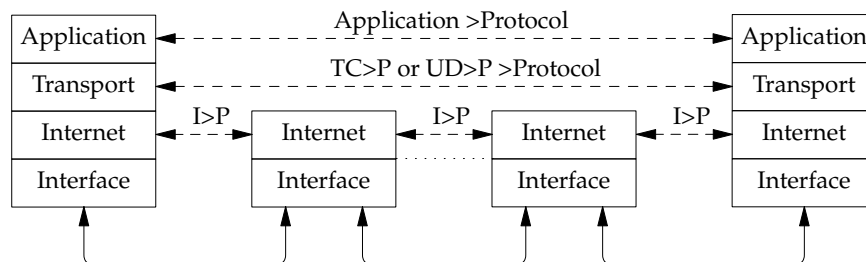 Application >Protocol
Application Application
TC>P or UD>P >Protocol
Transport Transport
I>P I>P I>P
Internet Internet Internet Internet
Interface Interface Interface Interface